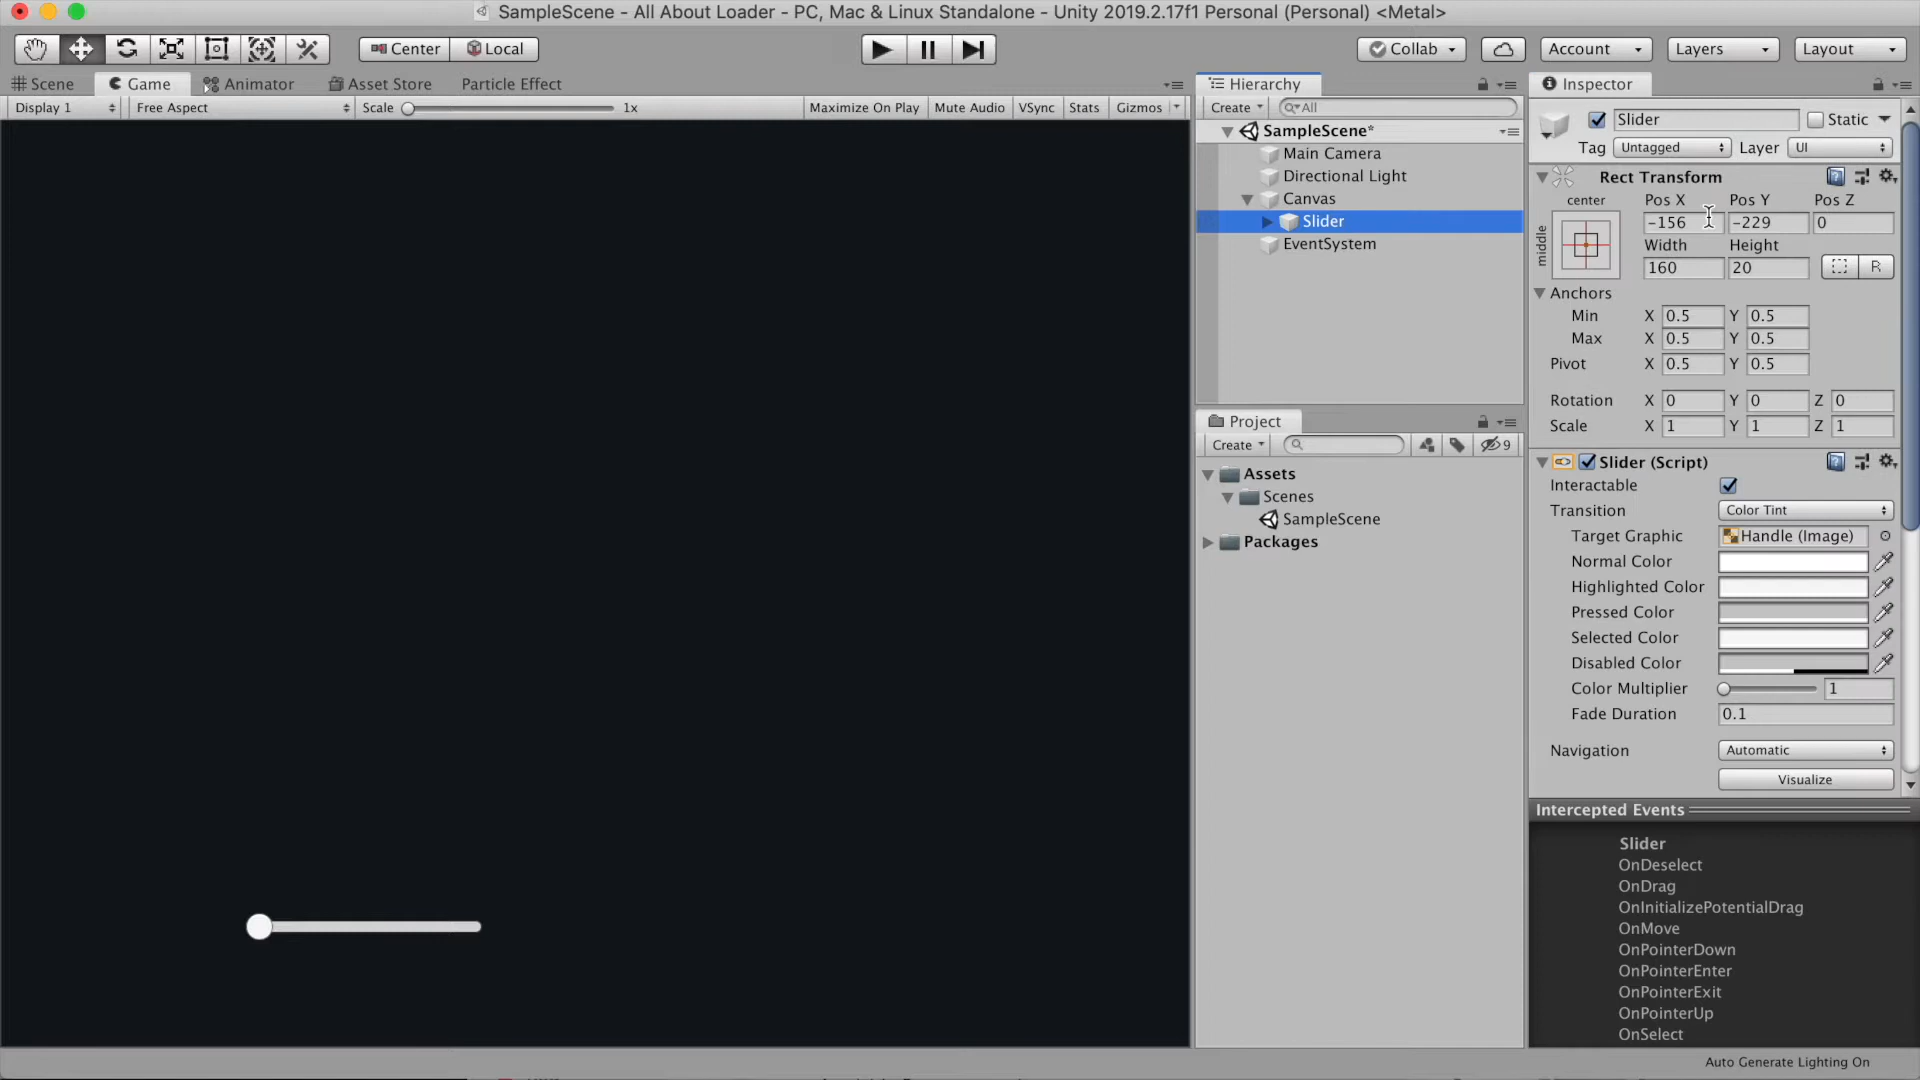 SampleScene - All About Loader - PC, Mac & Linux Standalone - Unity 2019.2.17f1 Personal (Personal) <Metal>
Center Local Collab Account Layers Layout
Scene Game Animator Asset Store Particle Effect
Display 1 Free Aspect Scale 1x Maximize On Play Mute Audio VSync Stats Gizmos
Hierarchy
Create All
SampleScene*
Main Camera
Directional Light
Canvas
Slider
EventSystem
Project
Create 9
Assets
Scenes
SampleScene
Packages
Inspector
Slider Static
Tag Untagged Layer UI
Rect Transform
center Pos X Pos Y Pos Z
middle -156 -229 0
Width Height
160 20 R
Anchors
Min X 0.5 Y 0.5
Max X 0.5 Y 0.5
Pivot X 0.5 Y 0.5
Rotation X 0 Y 0 Z 0
Scale X 1 Y 1 Z 1
Slider (Script)
Interactable
Transition Color Tint
Target Graphic Handle (Image)
Normal Color
Highlighted Color
Pressed Color
Selected Color
Disabled Color
Color Multiplier 1
Fade Duration 0.1
Navigation Automatic
Visualize
Intercepted Events
Slider
OnDeselect
OnDrag
OnInitializePotentialDrag
OnMove
OnPointerDown
OnPointerEnter
OnPointerExit
OnPointerUp
OnSelect
Auto Generate Lighting On